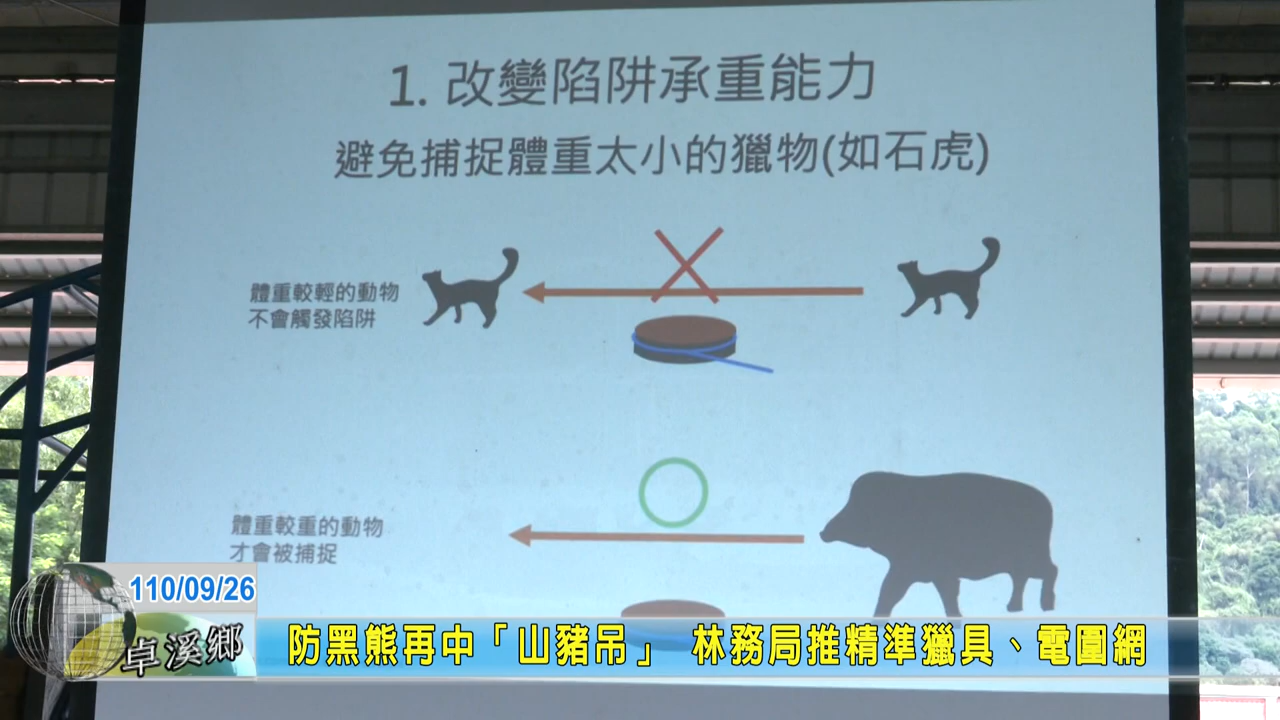 1. 改變陷阱承重能力
避免捕捉體重太小的獵物(如石虎)
體重較輕的動物
不會觸發陷阱
體重較重的動物
才會被捕捉
110/09/26
卓溪鄉
防黑熊再中「山豬吊」 林務局推精準獵具、電圍網